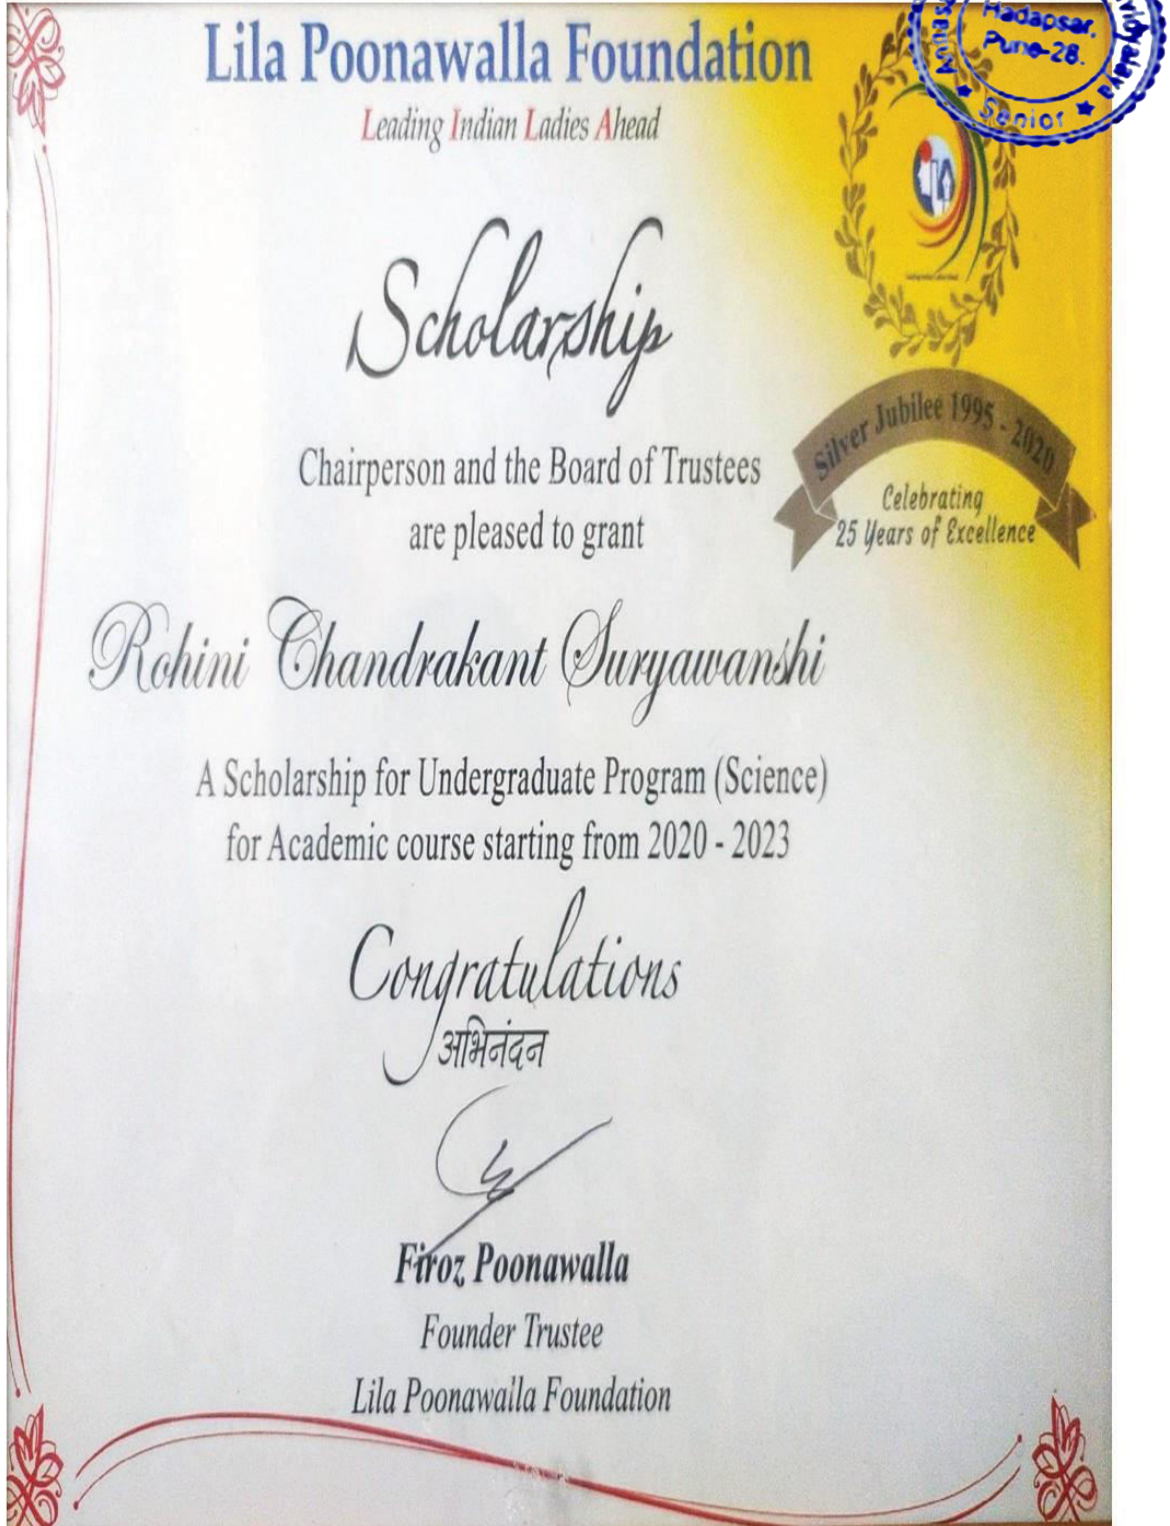 Lila Poonawalla Foundation
Leading Indian Ladies Ahead
Hadapsar,
Pune-28.
Senior
Scholarship
Silver Jubilee 1995 - 2020
Celebrating
25 Years of Excellence
Chairperson and the Board of Trustees
are pleased to grant
Rohini Chandrakant Suryawanshi
A Scholarship for Undergraduate Program (Science)
for Academic course starting from 2020 - 2023
Congratulations
अभिनंदन
Firoz Poonawalla
Founder Trustee
Lila Poonawalla Foundation